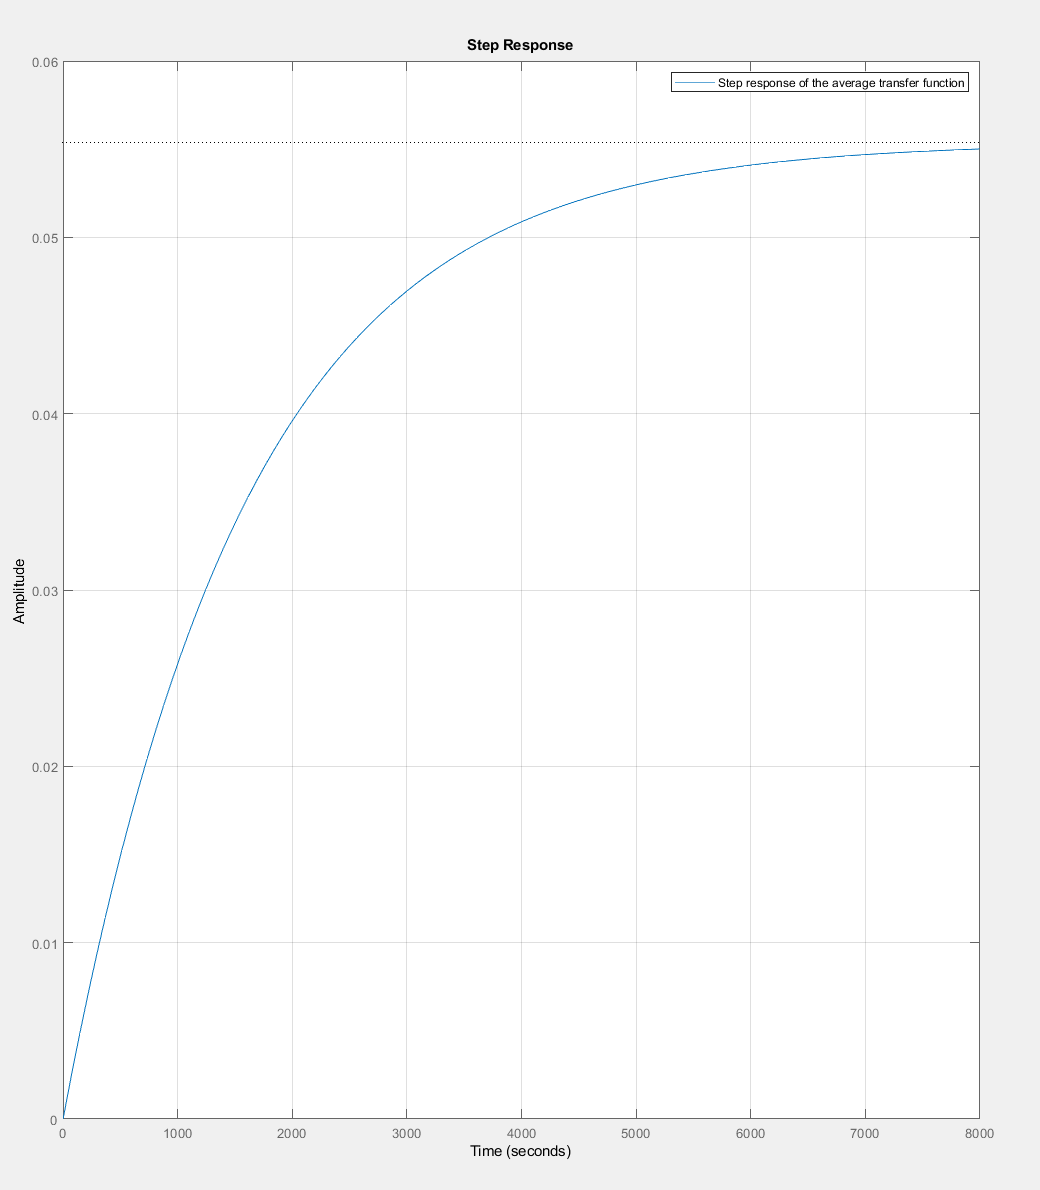 Step Response
Step response of the average transfer function
0.06
0.05
0.04
0.03
0.02
0.01
0
Amplitude
0 1000 2000 3000 4000 5000 6000 7000 8000
Time (seconds)